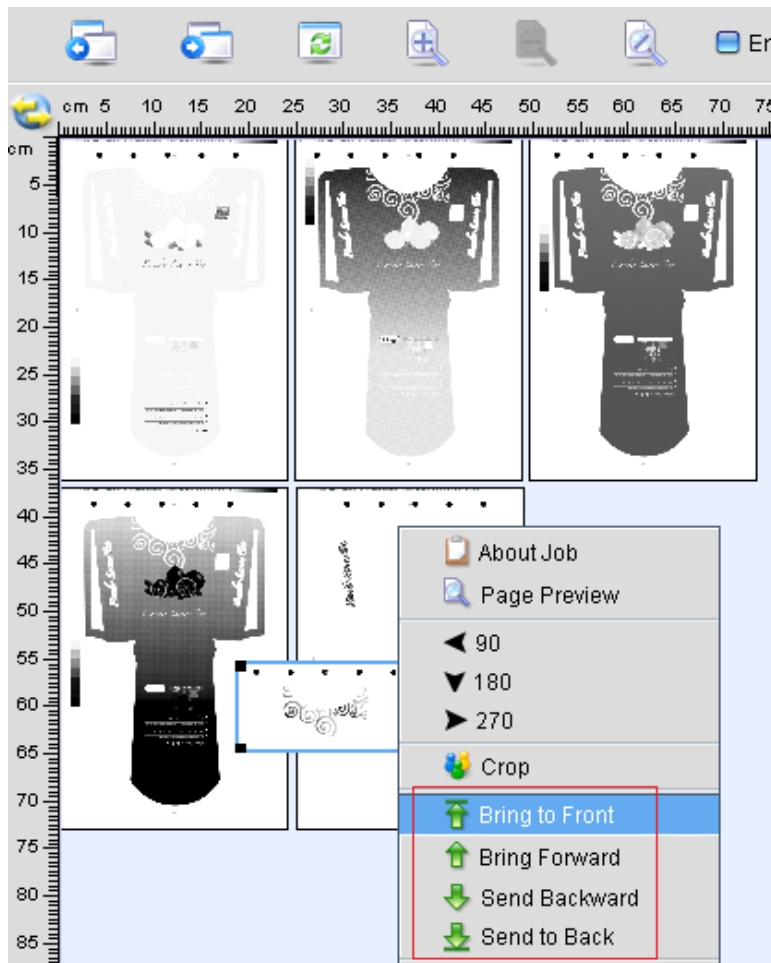 Er
cm 5 10 15 20 25 30 35 40 45 50 55 60 65 70 75
cm
5
10
15
20
25
30
35
40
45
50
55
60
65
70
75
80
85
About Job
Page Preview
90
180
270
Crop
Bring to Front
Bring Forward
Send Backward
Send to Back